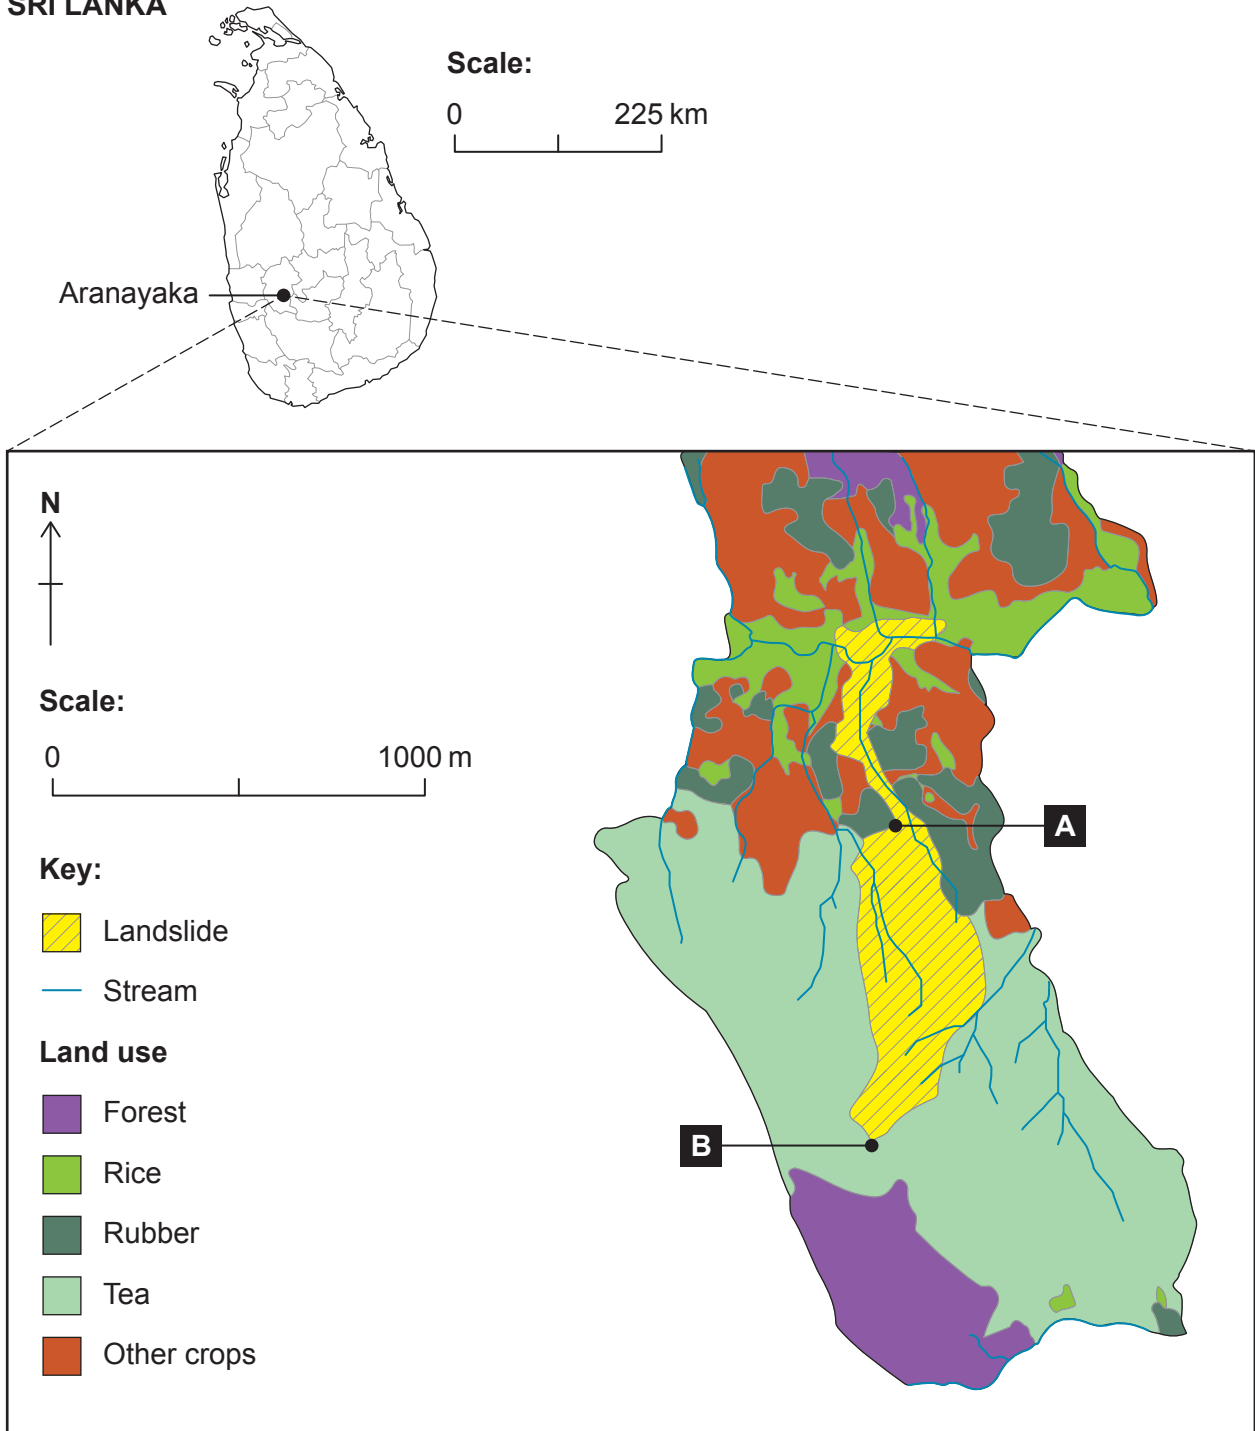 SRI LANKA
Scale:
0 225 km
Aranayaka
N
Scale:
0 1000 m
A
Key:
Landslide
Stream
Land use
Forest
B
Rice
Rubber
Tea
Other crops